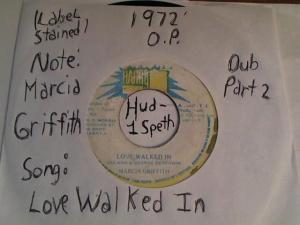 (Label Stained)
1972'
O.P.
Note:
Marcia
Griffith
Song:
Love Walked In
Dub
Part 2
Hud-
1 Speth
LOVE WALKED IN
MARCIA GRIFFITH